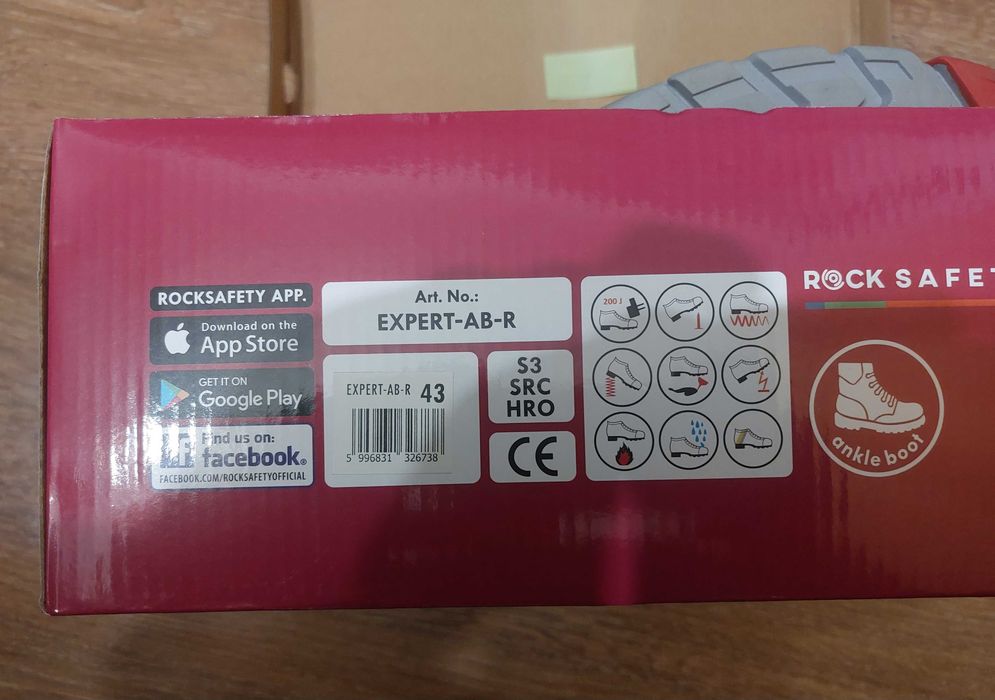 ROCKSAFETY APP.
Download on the
App Store
GET IT ON
Google Play
Find us on:
facebook®
FACEBOOK.COM/ROCKSAFETYOFFICIAL
Art. No.:
EXPERT-AB-R
EXPERT-AB-R 43
5 996831 326738
S3
SRC
HRO
CE
200 J
ROCK SAFET
ankle boot